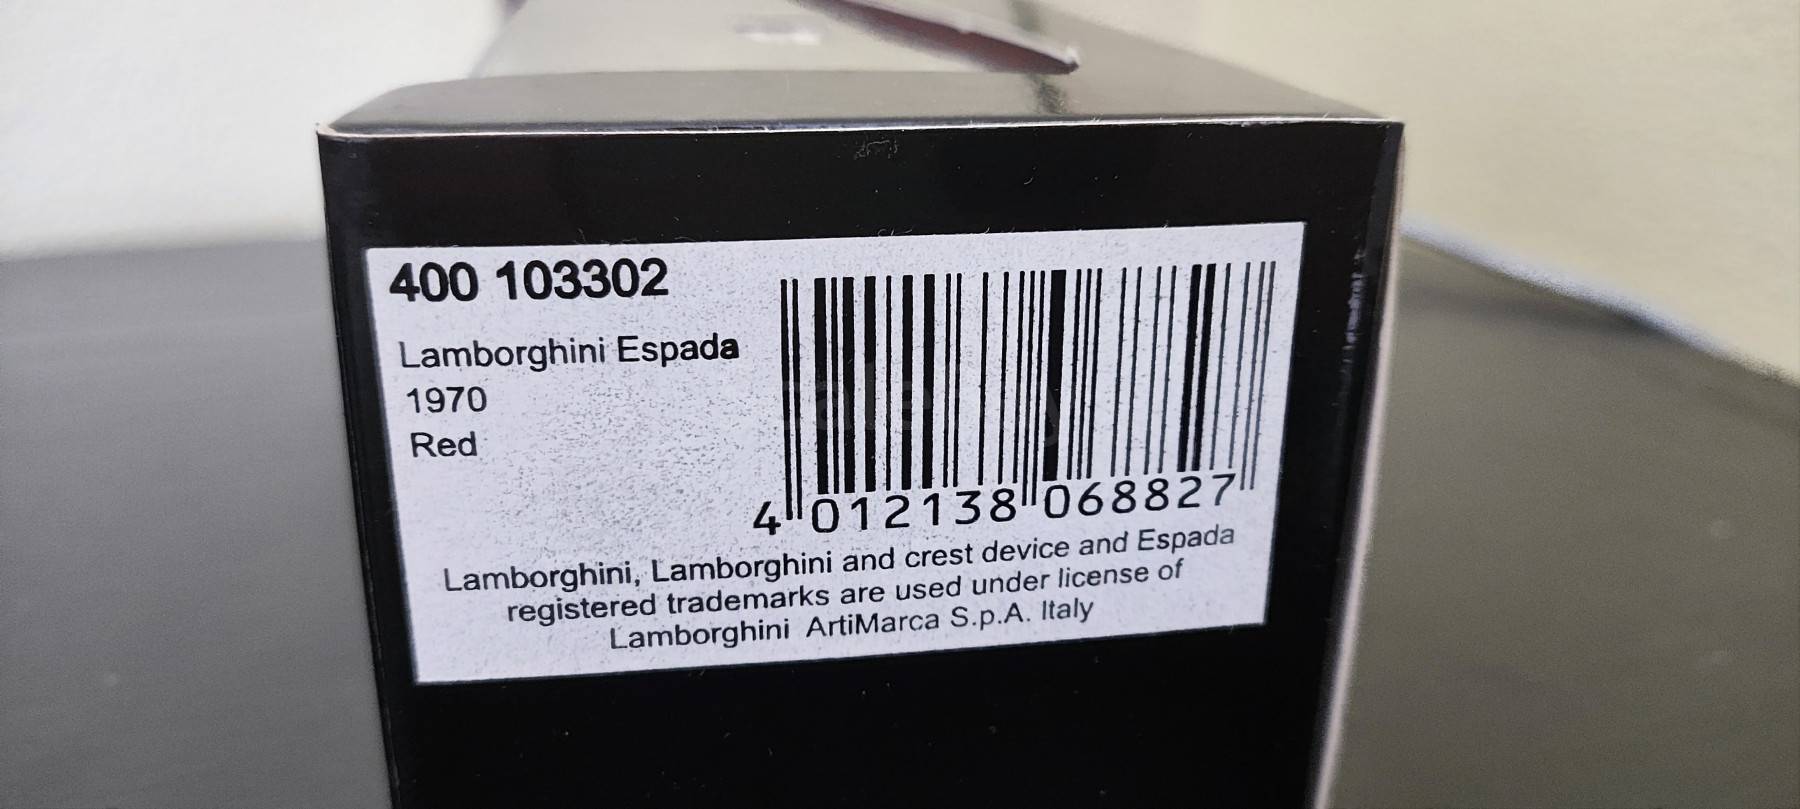 400 103302
Lamborghini Espada
1970
Red
4 012138 068827
Lamborghini, Lamborghini and crest device and Espada
registered trademarks are used under license of
Lamborghini ArtiMarca S.p.A. Italy